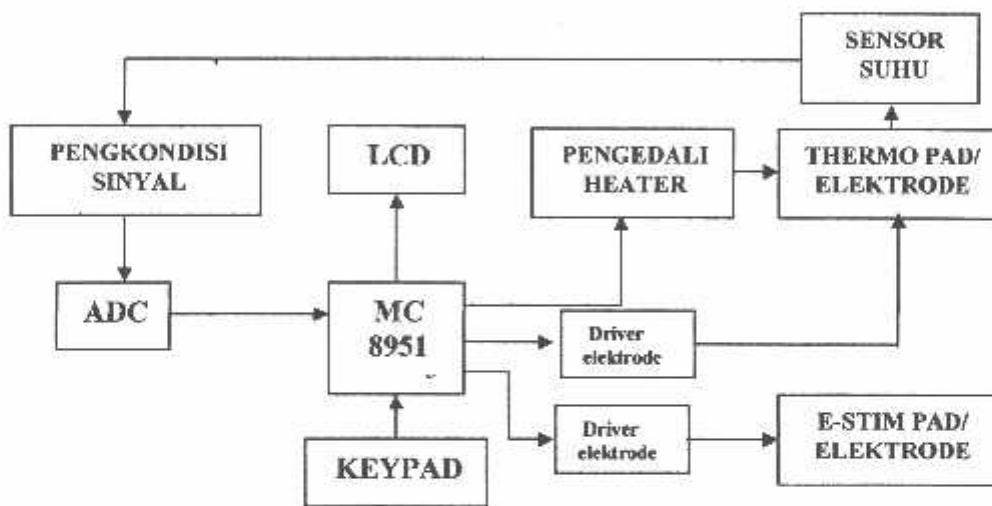 SENSOR
SUHU
PENGKONDISI
SINYAL
LCD
PENGEDALI
HEATER
THERMO PAD/
ELEKTRODE
ADC
MC
8951
Driver
elektrode
Driver
elektrode
E-STIM PAD/
ELEKTRODE
KEYPAD